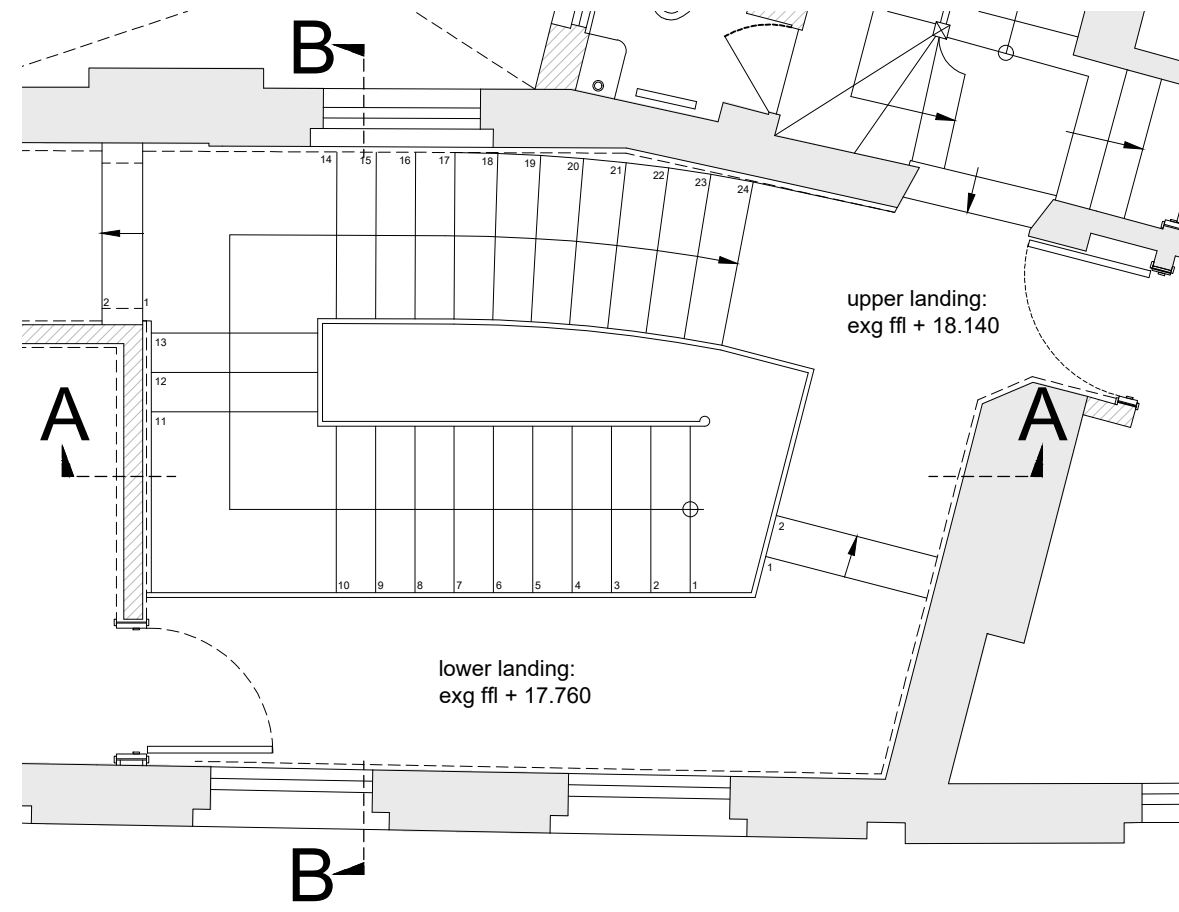 B
14 15 16 17 18 19 20 21 22 23 24
2 1
upper landing:
exg ffl + 18.140
13
12
11
A
A
2
1
10 9 8 7 6 5 4 3 2 1
lower landing:
exg ffl + 17.760
B